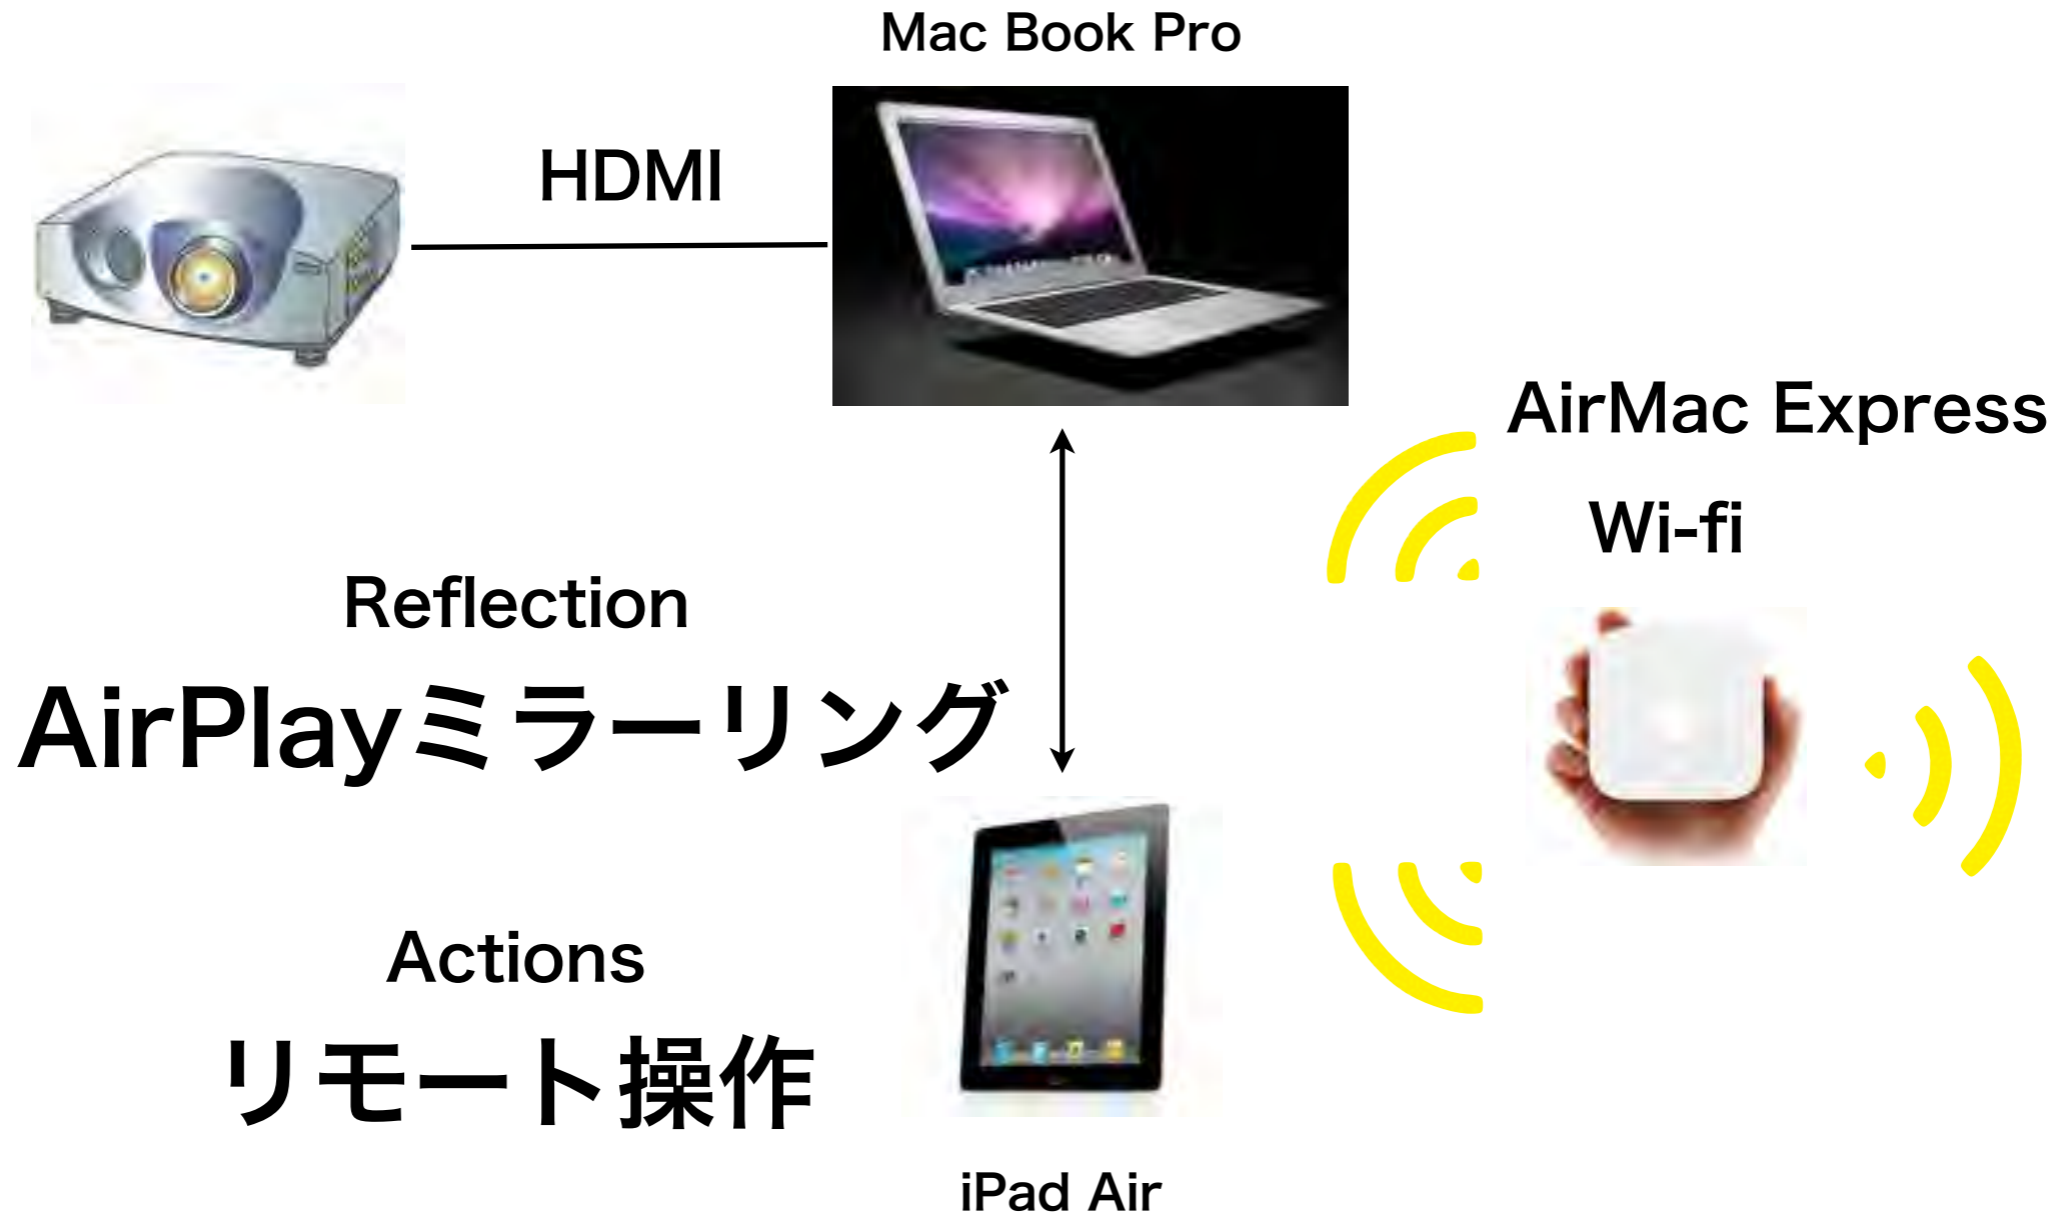 Mac Book Pro
HDMI
AirMac Express
Wi-fi
Reflection
AirPlayミラーリング
Actions
リモート操作
iPad Air